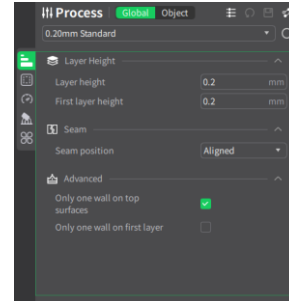 Process Global Object
0.20mm Standard
Layer Height
Layer height 0.2 mm
First layer height 0.2 mm
Seam
Seam position Aligned
Advanced
Only one wall on top
surfaces
Only one wall on first layer